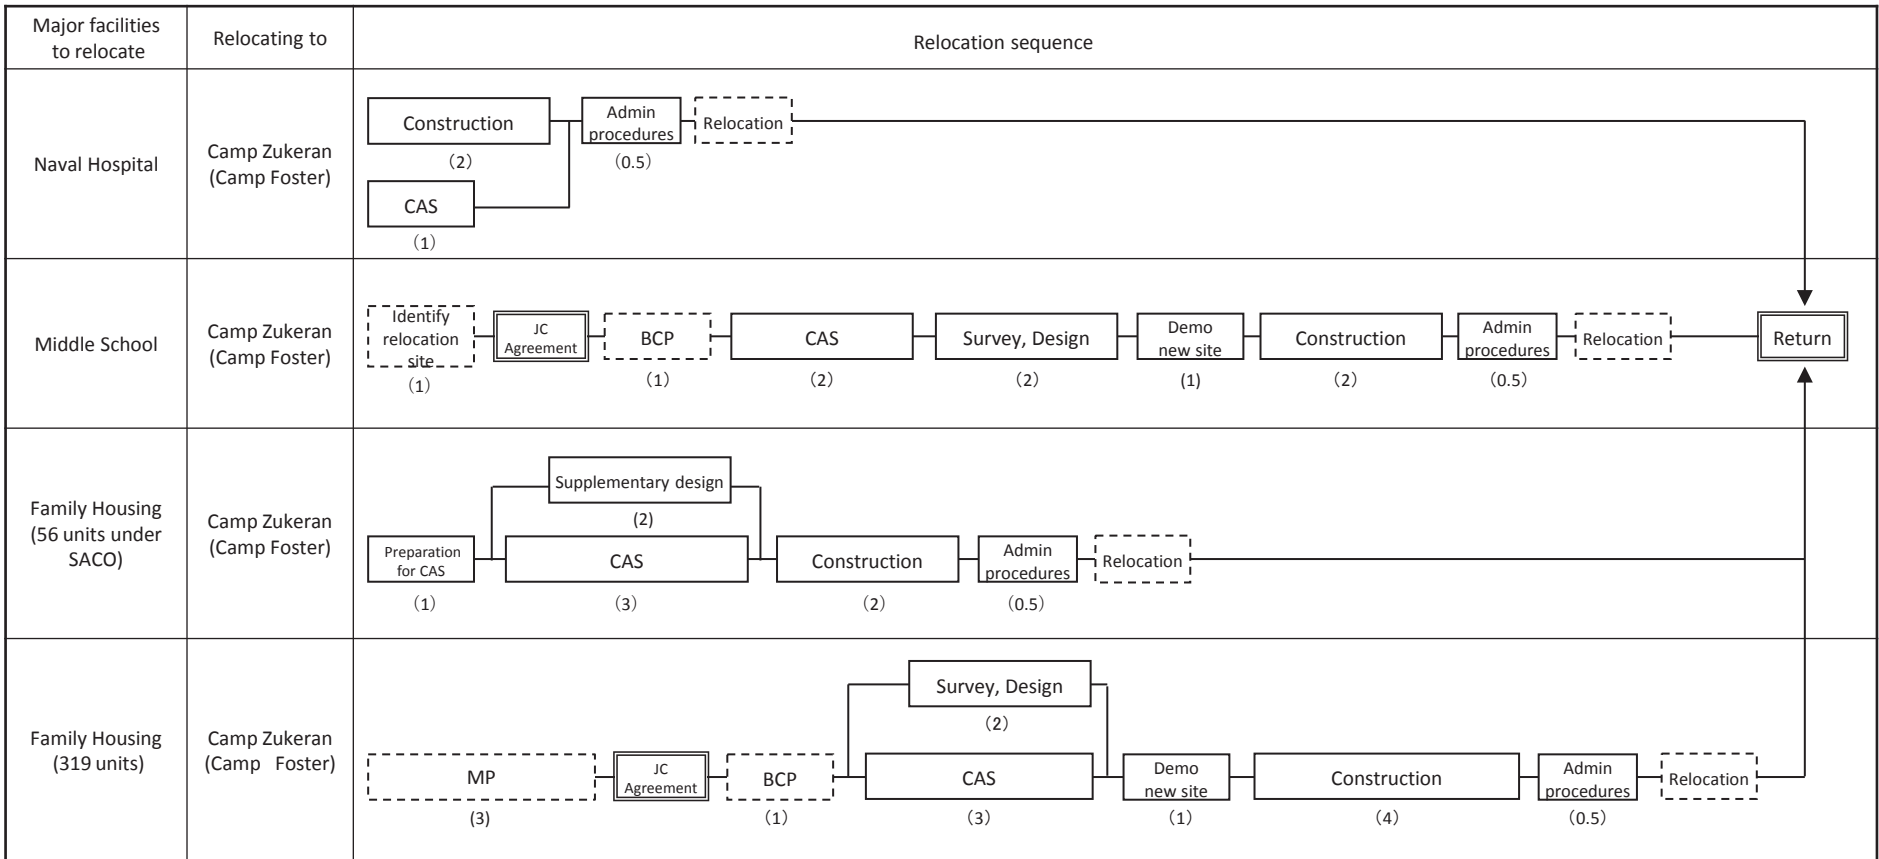 Major facilities
to relocate
Relocating to
Relocation sequence
Naval Hospital
Camp Zukeran
(Camp Foster)
Construction
（2）
CAS
（1）
Admin
procedures
（0.5）
Relocation
Middle School
Camp Zukeran
(Camp Foster)
Identify
relocation
site
（1）
JC
Agreement
BCP
（1）
CAS
（2）
Survey, Design
（2）
Demo
new site
(1)
Construction
（2）
Admin
procedures
（0.5）
Relocation
Return
Family Housing
(56 units under
SACO)
Camp Zukeran
(Camp Foster)
Preparation
for CAS
（1）
Supplementary design
(2)
CAS
（3）
Construction
（2）
Admin
procedures
（0.5）
Relocation
Family Housing
(319 units)
Camp Zukeran
(Camp Foster)
MP
(3)
JC
Agreement
BCP
（1）
Survey, Design
（2）
CAS
（3）
Demo
new site
（1）
Construction
（4）
Admin
procedures
（0.5）
Relocation